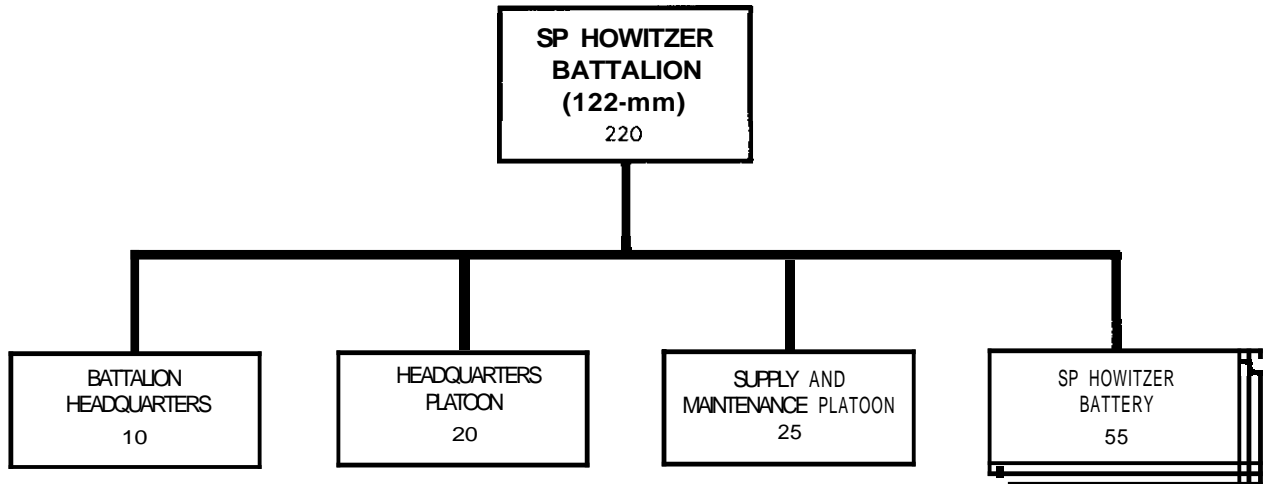 SP HOWITZER
BATTALION
(122-mm)
220
BATTALION
HEADQUARTERS
10
HEADQUARTERS
PLATOON
20
SUPPLY AND
MAINTENANCE PLATOON
25
SP HOWITZER
BATTERY
55